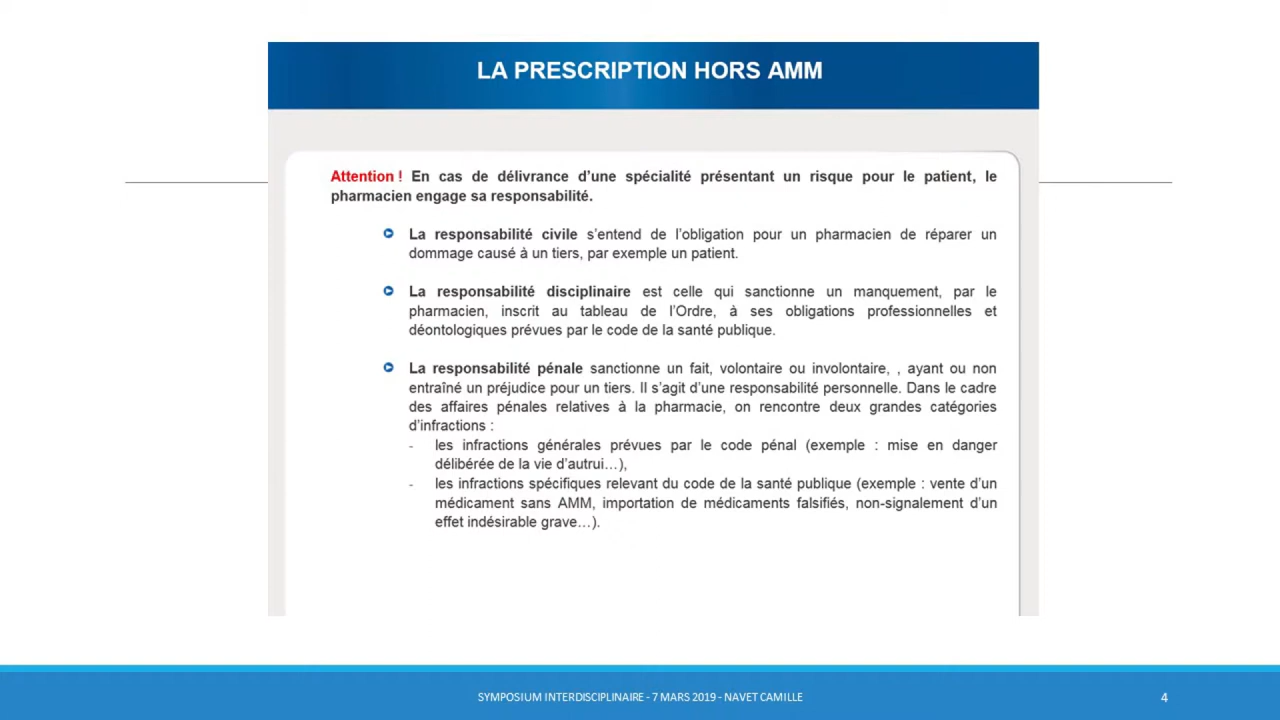 LA PRESCRIPTION HORS AMM
Attention ! En cas de délivrance d'une spécialité présentant un risque pour le patient, le
pharmacien engage sa responsabilité.
La responsabilité civile s'entend de l'obligation pour un pharmacien de réparer un
dommage causé à un tiers, par exemple un patient.
La responsabilité disciplinaire est celle qui sanctionne un manquement, par le
pharmacien, inscrit au tableau de l'Ordre, à ses obligations professionnelles et
déontologiques prévues par le code de la santé publique.
La responsabilité pénale sanctionne un fait, volontaire ou involontaire, , ayant ou non
entraîné un préjudice pour un tiers. Il s'agit d'une responsabilité personnelle. Dans le cadre
des affaires pénales relatives à la pharmacie, on rencontre deux grandes catégories
d'infractions :
- les infractions générales prévues par le code pénal (exemple : mise en danger
délibérée de la vie d'autrui…),
- les infractions spécifiques relevant du code de la santé publique (exemple : vente d'un
médicament sans AMM, importation de médicaments falsifiés, non-signalement d'un
effet indésirable grave…).
SYMPOSIUM INTERDISCIPLINAIRE - 7 MARS 2019 - NAVET CAMILLE
4